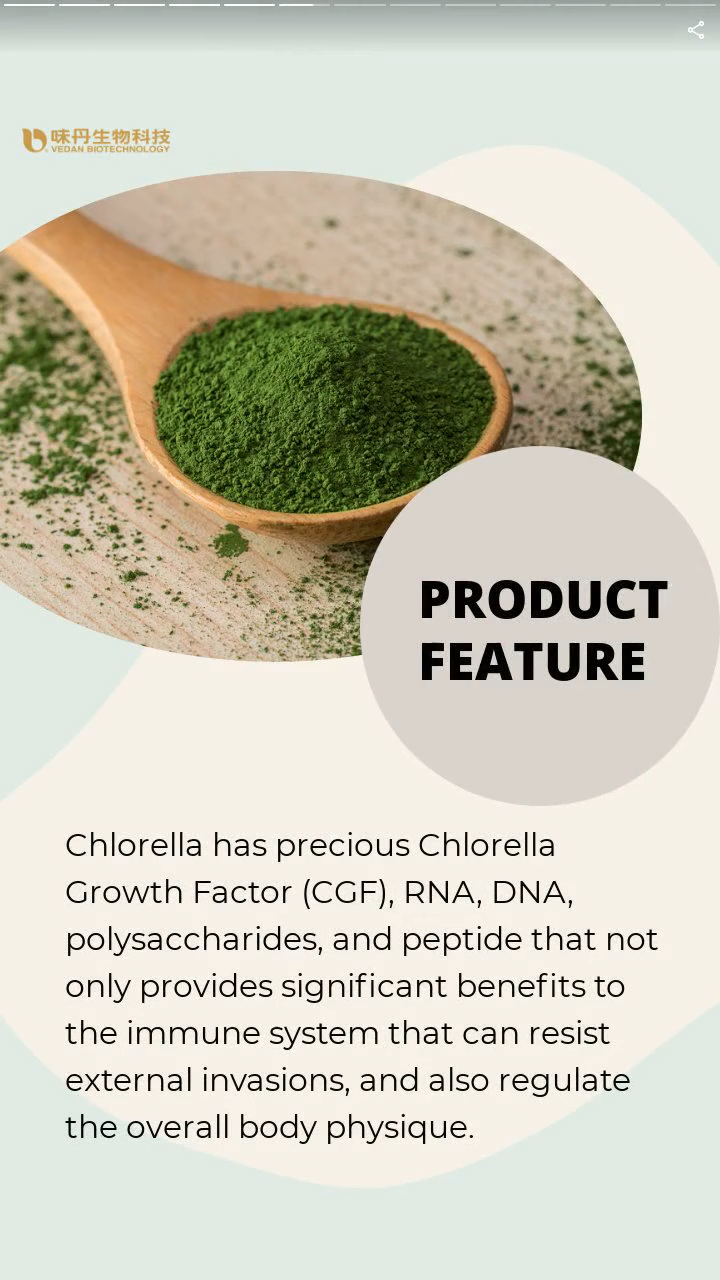 味丹生物科技
VEDAN BIOTECHNOLOGY
PRODUCT
FEATURE
Chlorella has precious Chlorella
Growth Factor (CGF), RNA, DNA,
polysaccharides, and peptide that not
only provides significant benefits to
the immune system that can resist
external invasions, and also regulate
the overall body physique.